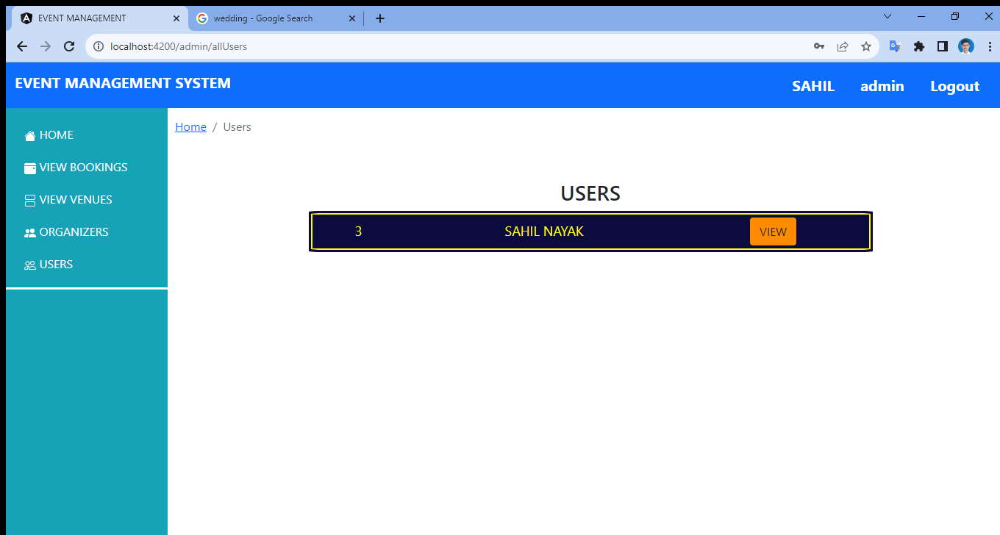 EVENT MANAGEMENT
wedding - Google Search
localhost:4200/admin/allUsers
EVENT MANAGEMENT SYSTEM
SAHIL admin Logout
HOME
VIEW BOOKINGS
VIEW VENUES
ORGANIZERS
USERS
Home / Users
USERS
3 SAHIL NAYAK VIEW